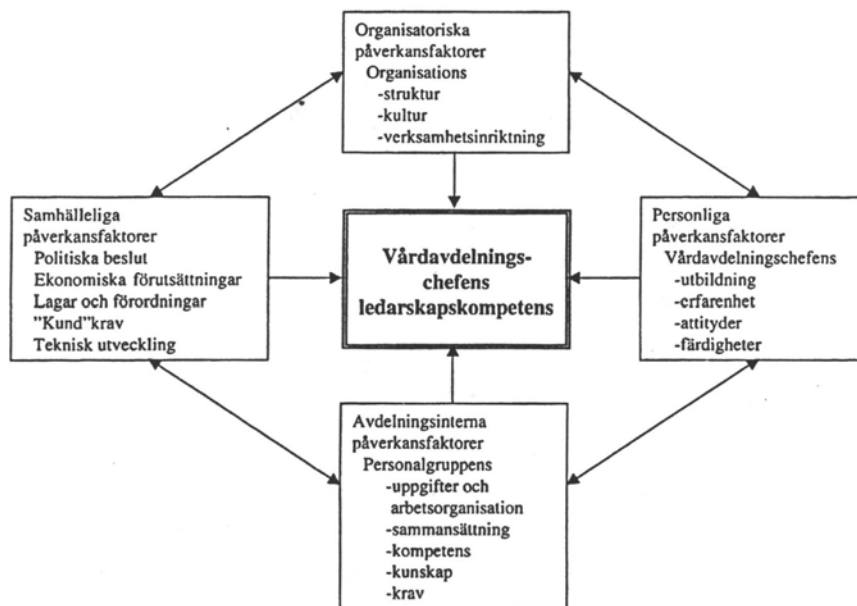 Organisatoriska
påverkansfaktorer
Organisations
-struktur
-kultur
-verksamhetsinriktning
Samhälleliga
påverkansfaktorer
Politiska beslut
Ekonomiska förutsättningar
Lagar och förordningar
"Kund"krav
Teknisk utveckling
Vårdavdelnings-
chefens
ledarskapskompetens
Personliga
påverkansfaktorer
Vårdavdelningschefens
-utbildning
-erfarenhet
-attityder
-färdigheter
Avdelningsinterna
påverkansfaktorer
Personalgruppens
-uppgifter och
arbetsorganisation
-sammansättning
-kompetens
-kunskap
-krav